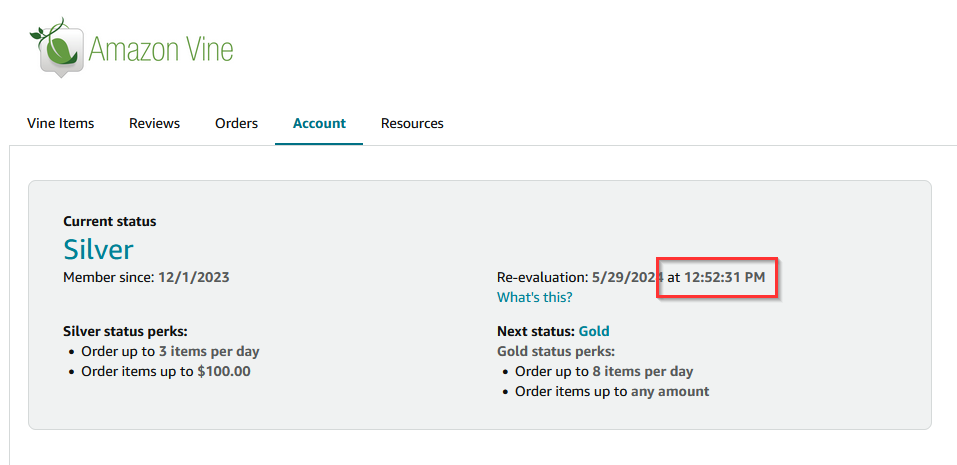 Amazon Vine
Vine Items Reviews Orders Account Resources
Current status
Silver
Member since: 12/1/2023
Re-evaluation: 5/29/2024 at 12:52:31 PM
What's this?
Silver status perks:
• Order up to 3 items per day
• Order items up to $100.00
Next status: Gold
Gold status perks:
• Order up to 8 items per day
• Order items up to any amount